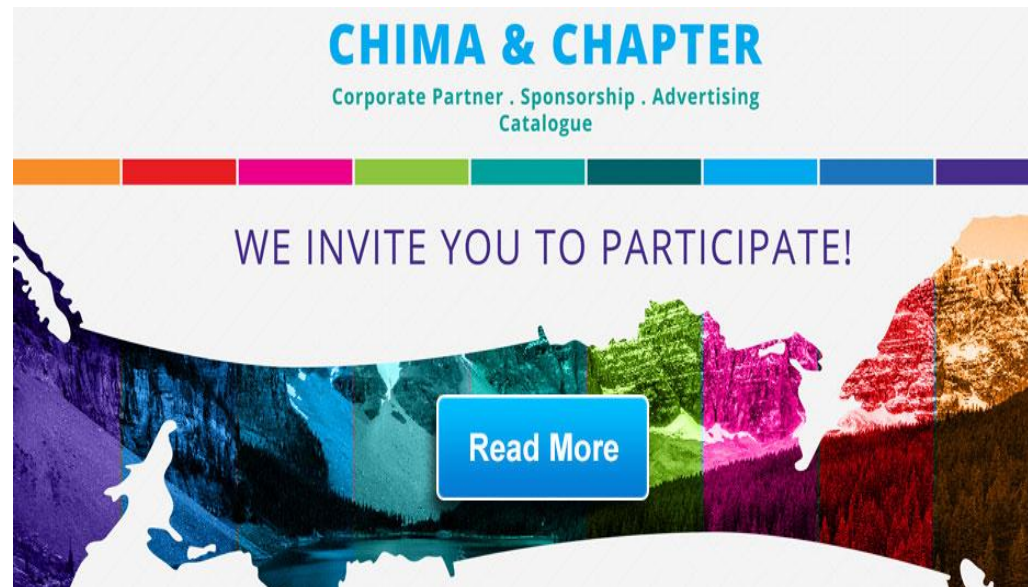 CHIMA & CHAPTER
Corporate Partner . Sponsorship . Advertising
Catalogue
WE INVITE YOU TO PARTICIPATE!
Read More